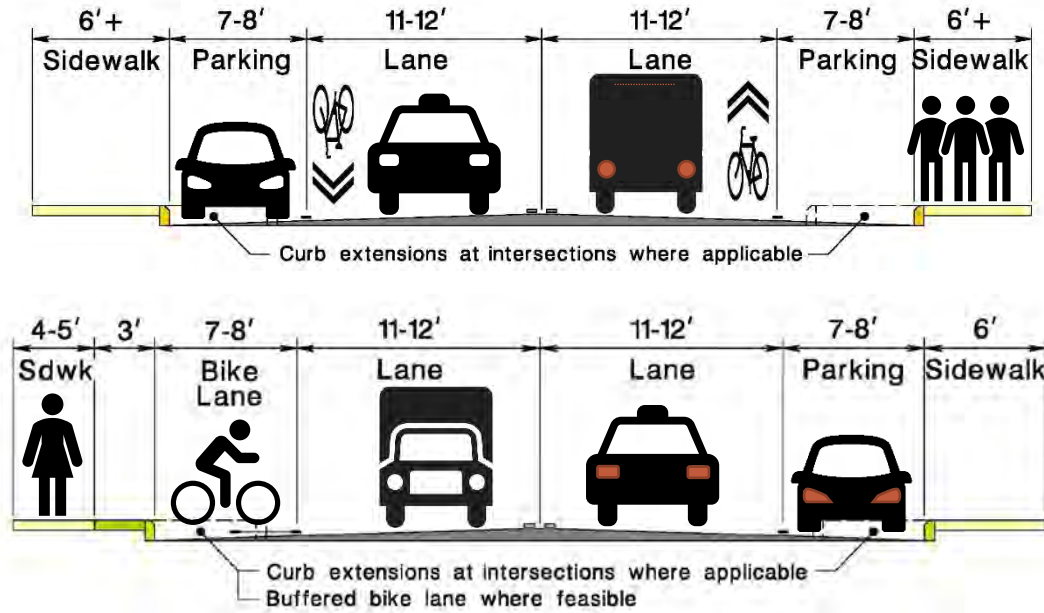 6'+ 7-8' 11-12' 11-12' 7-8' 6'+
Sidewalk Parking Lane Lane Parking Sidewalk
Curb extensions at intersections where applicable
4-5' 3' 7-8' 11-12' 11-12' 7-8' 6'
Sdwk Bike Lane Lane Parking Sidewalk
Lane
Curb extensions at intersections where applicable
Buffered bike lane where feasible